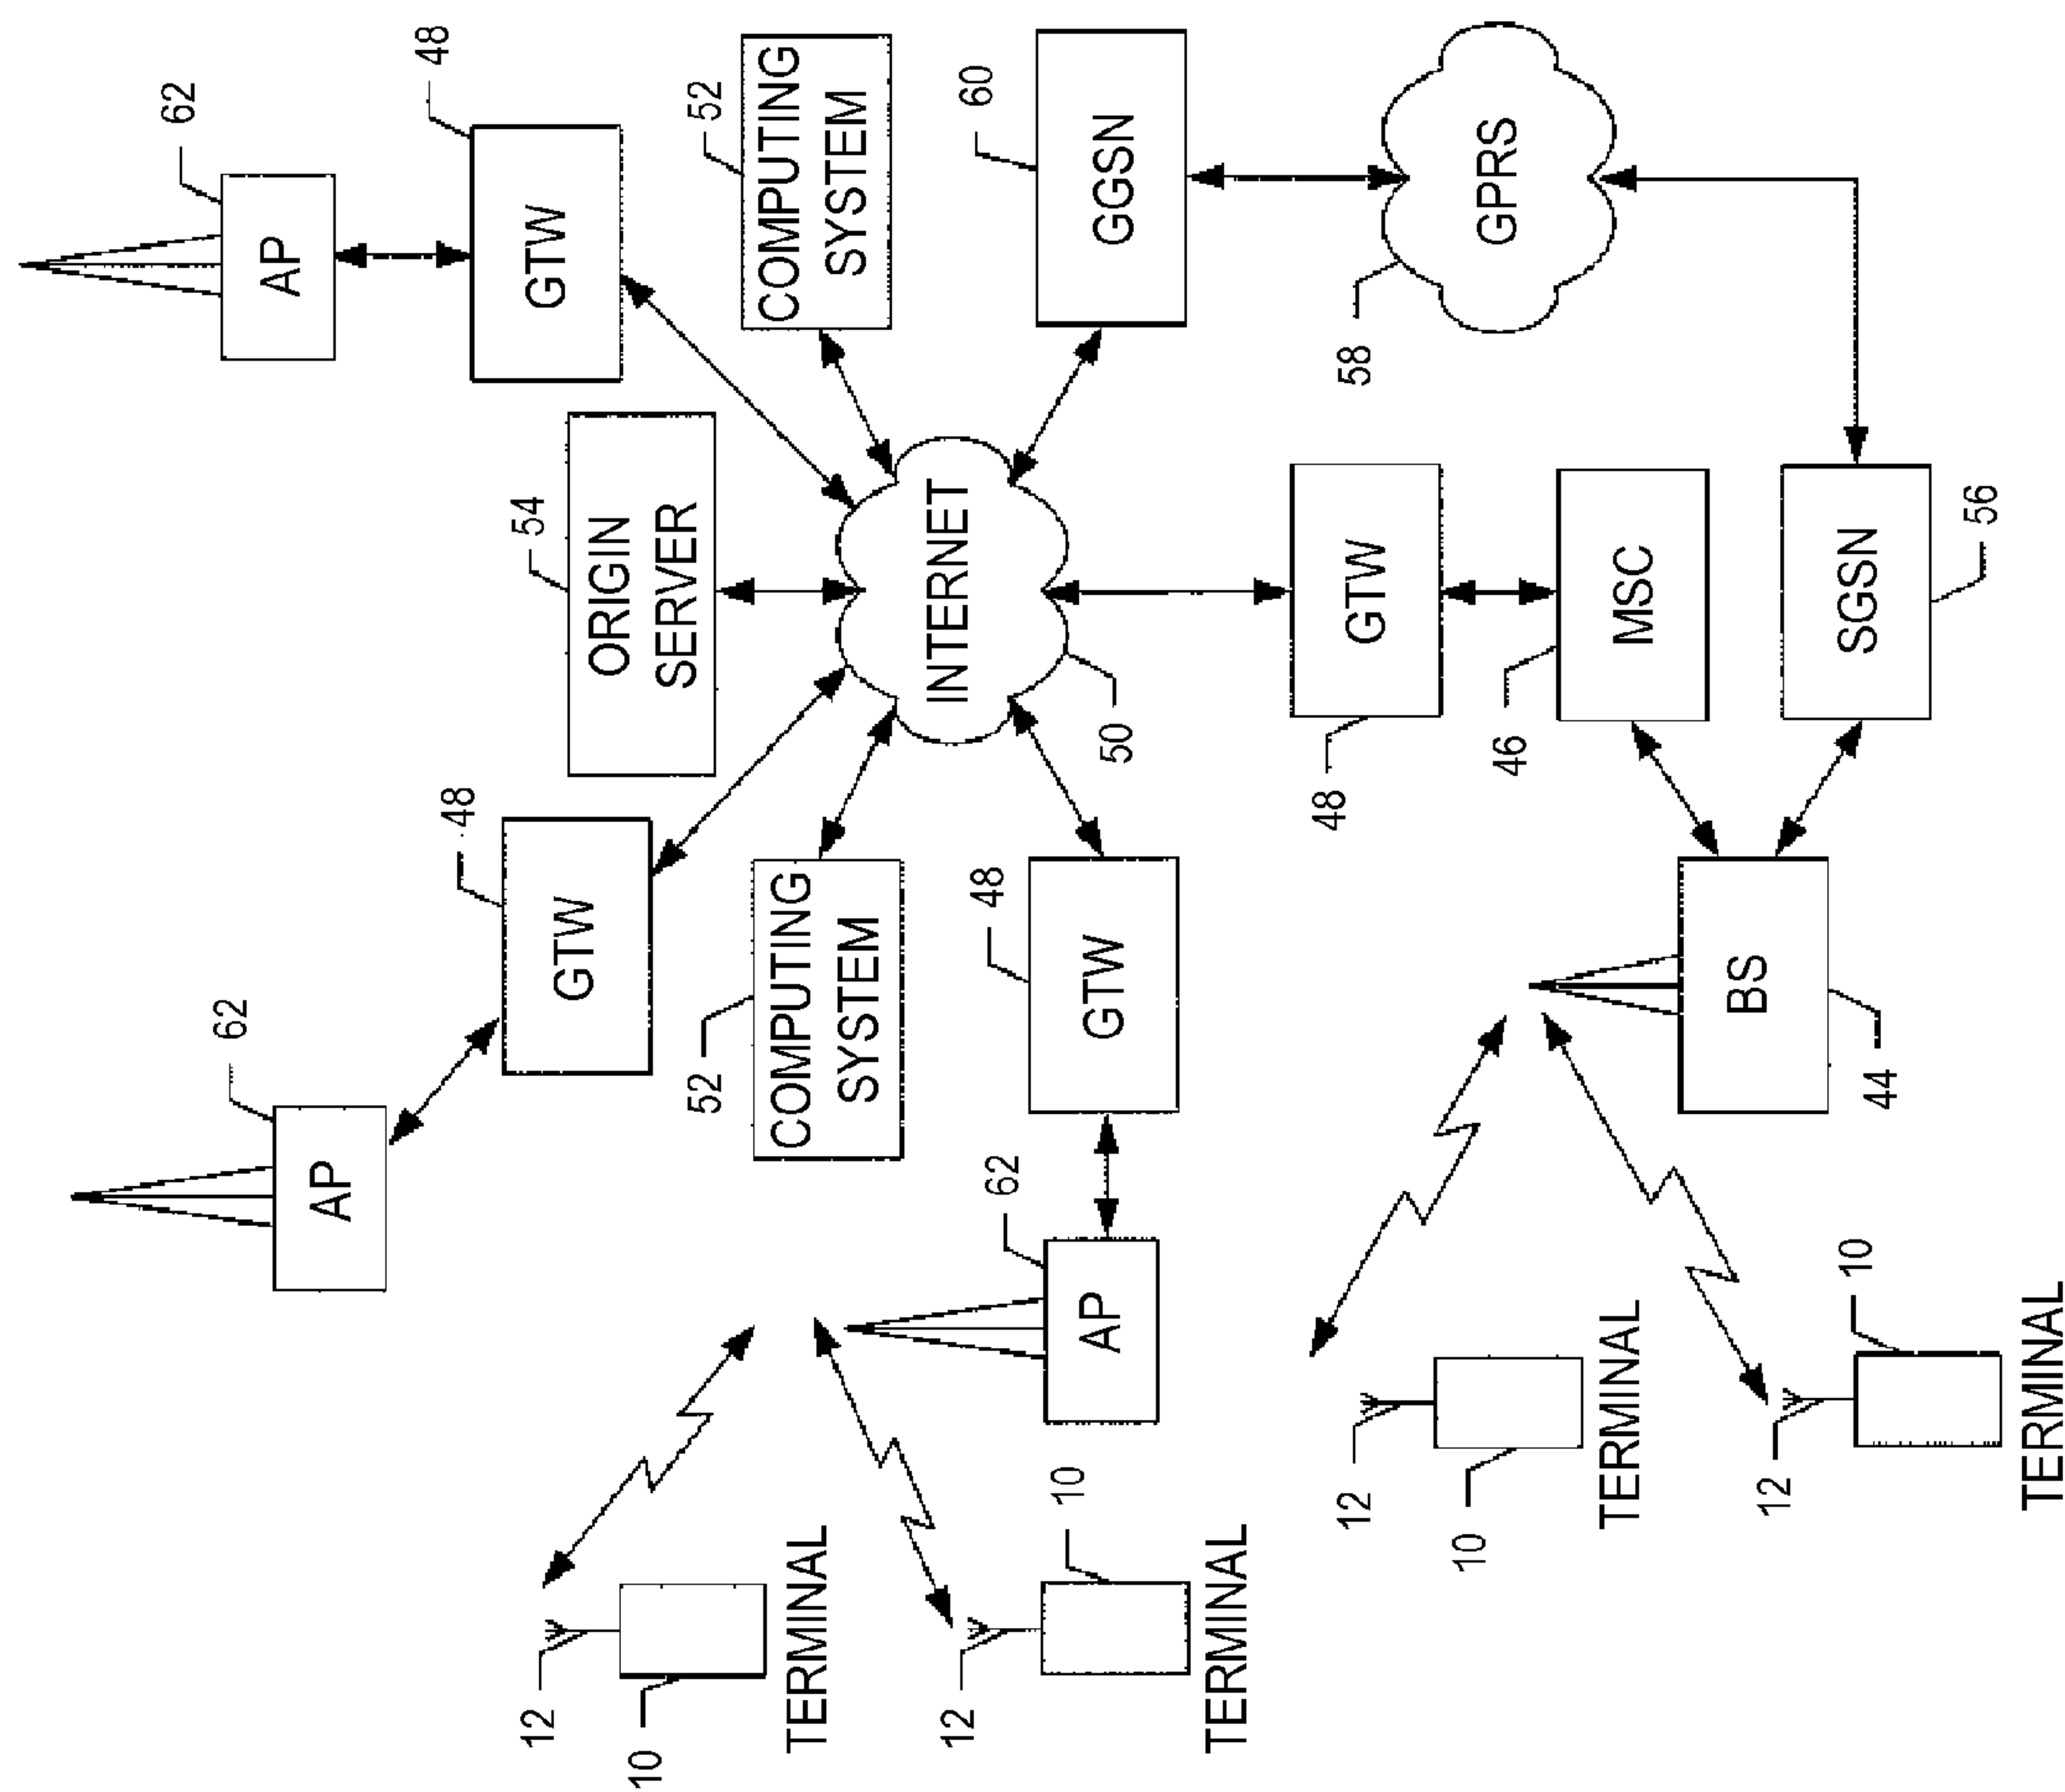 62
62
AP
AP
48
48
54
12
GTW
GTW
ORIGIN
SERVER
10
52
52
COMPUTING
SYSTEM
COMPUTING
SYSTEM
TERMINAL
INTERNET
12
60
48
62
10
AP
GTW
GGSN
50
TERMINAL
48
58
12
GTW
10
GPRS
46
TERMINAL
MSC
BS
12
10
SGSN
44
56
TERMINAL